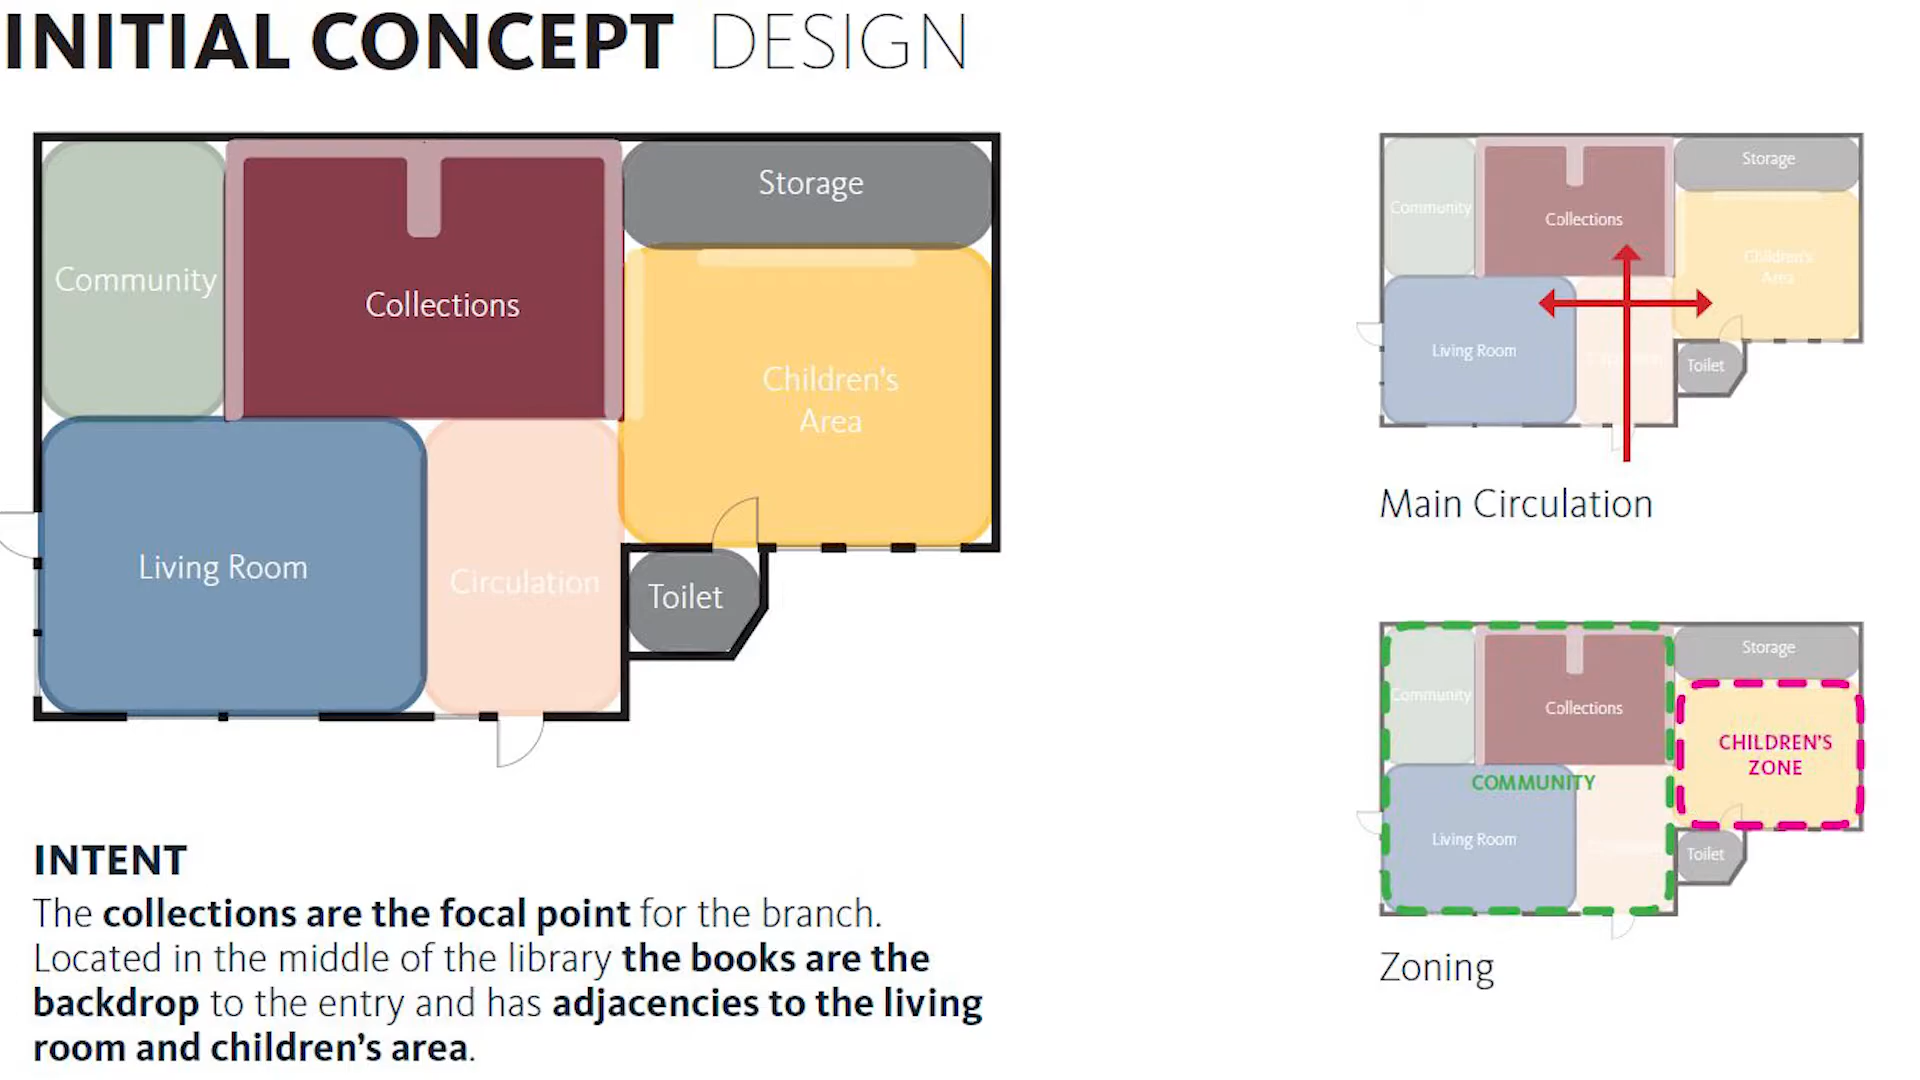 INITIAL CONCEPT DESIGN
Storage
Community
Collections
Children's
Area
Living Room
Circulation
Toilet
INTENT
The collections are the focal point for the branch.
Located in the middle of the library the books are the
backdrop to the entry and has adjacencies to the living
room and children's area.
Storage
Community
Collections
Children's
Area
Living Room
Toilet
Main Circulation
Storage
Community
Collections
CHILDREN'S
ZONE
COMMUNITY
Living Room
Toilet
Zoning